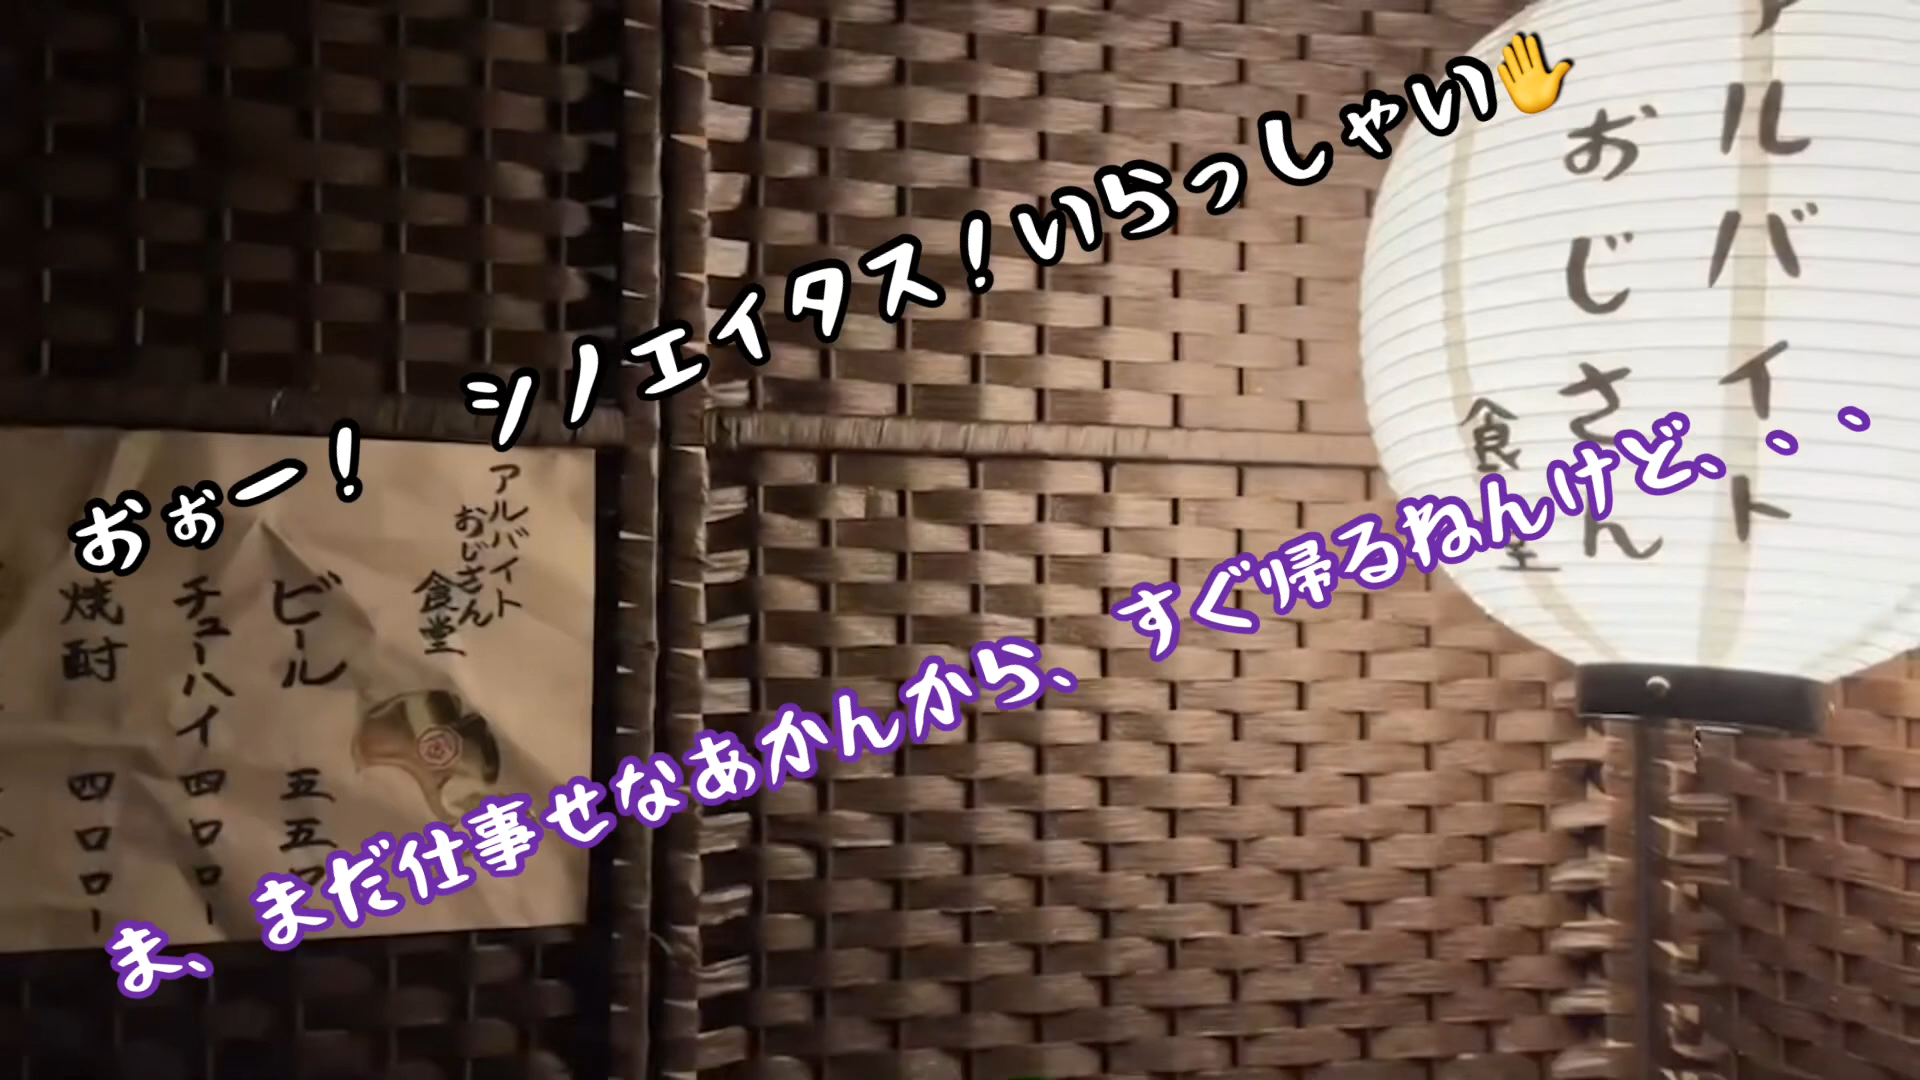 おぉー！　シノエイタス！いらっしゃい✋
ま、まだ仕事せなあかんから、すぐ帰るねんけど、、、
アルバイト
おじさん
食堂
アルバイト
おじさん
食堂
ビール 五五〇
チューハイ 四〇〇ー
焼酎 四〇〇ー